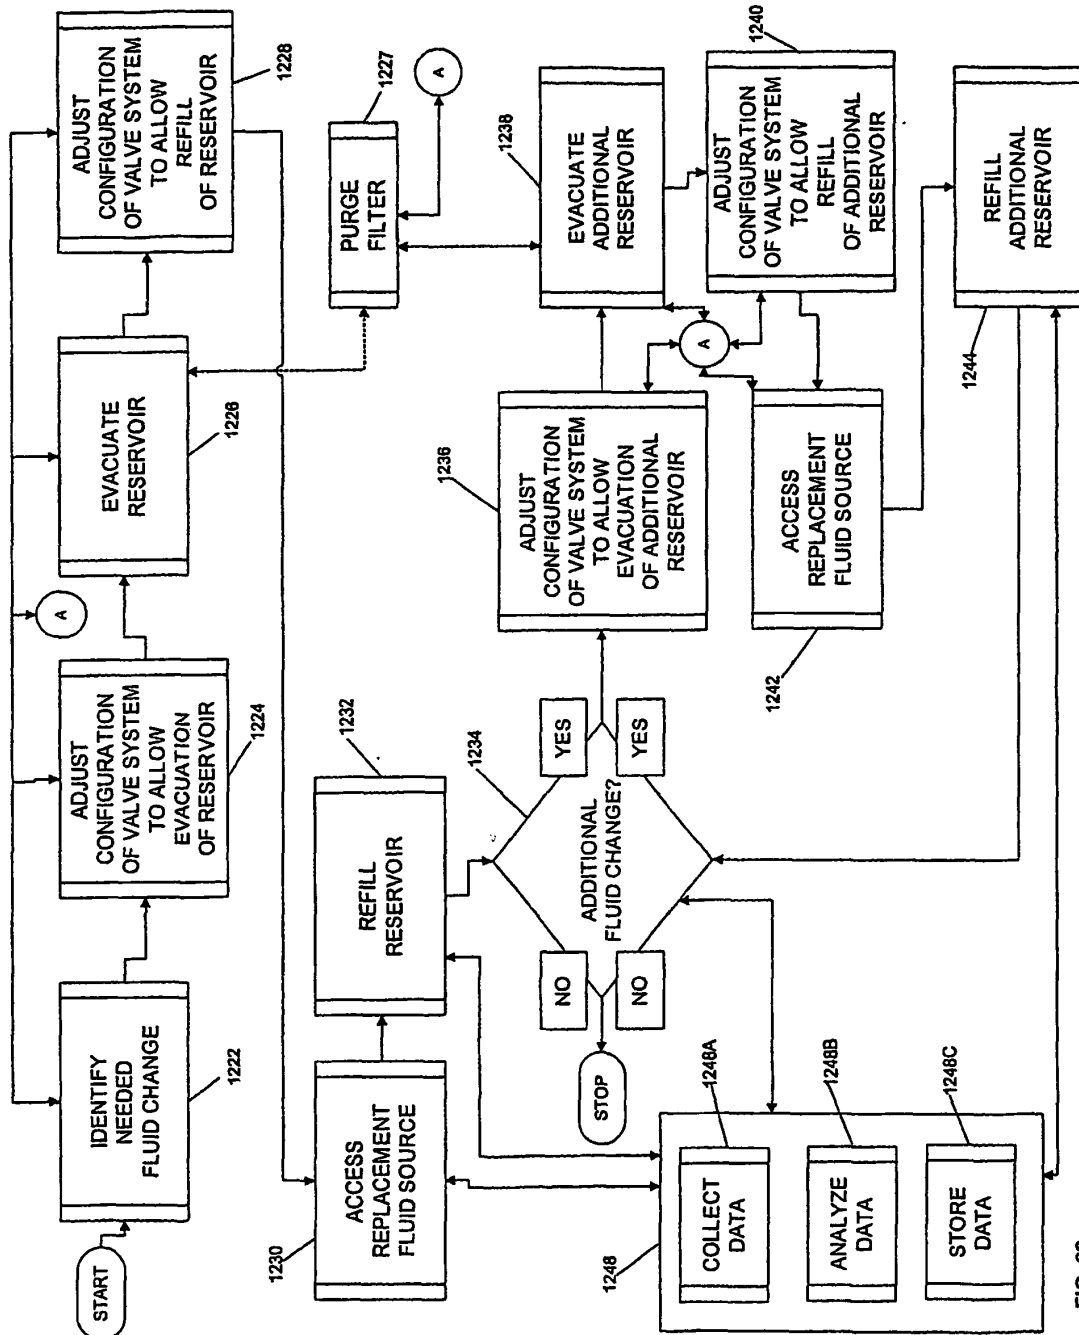 START
IDENTIFY
NEEDED
FLUID CHANGE
1222
ADJUST
CONFIGURATION
OF VALVE SYSTEM
TO ALLOW
EVACUATION
OF RESERVOIR
1224
A
EVACUATE
RESERVOIR
1226
ADJUST
CONFIGURATION
OF VALVE SYSTEM
TO ALLOW
REFILL
OF RESERVOIR
1228
PURGE
FILTER
1227
A
ACCESS
REPLACEMENT
FLUID SOURCE
1230
REFILL
RESERVOIR
1232
ADDITIONAL
FLUID CHANGE?
1234
NO
NO
YES
YES
STOP
ADJUST
CONFIGURATION
OF VALVE SYSTEM
TO ALLOW
EVACUATION
OF ADDITIONAL
RESERVOIR
1236
EVACUATE
ADDITIONAL
RESERVOIR
1238
A
ADJUST
CONFIGURATION
OF VALVE SYSTEM
TO ALLOW
REFILL
OF ADDITIONAL
RESERVOIR
1240
ACCESS
REPLACEMENT
FLUID SOURCE
1242
REFILL
ADDITIONAL
RESERVOIR
1244
1248
COLLECT
DATA
1248A
ANALYZE
DATA
1248B
STORE
DATA
1248C
FIG.